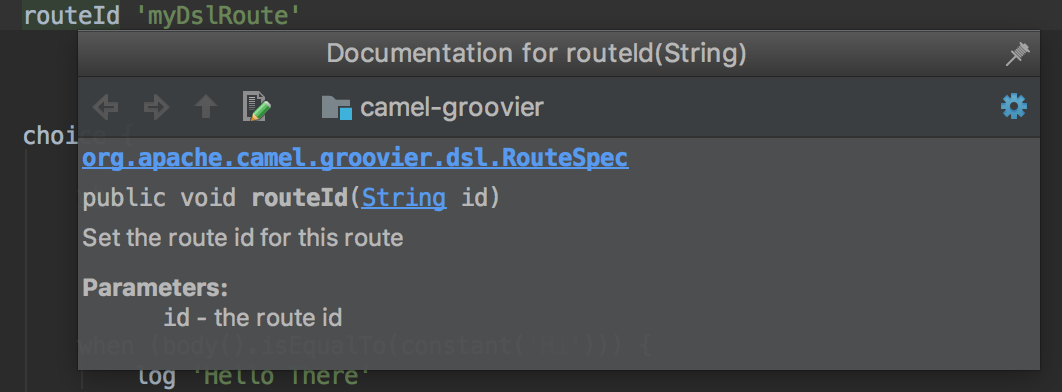 routeId 'myDslRoute'
Documentation for routeId(String)
camel-groovier
choice {
org.apache.camel.groovier.dsl.RouteSpec
public void routeId(String id)
Set the route id for this route
Parameters:
id - the route id
when (body().isEqualTo(constant('Hi'))) {
log 'Hello There'